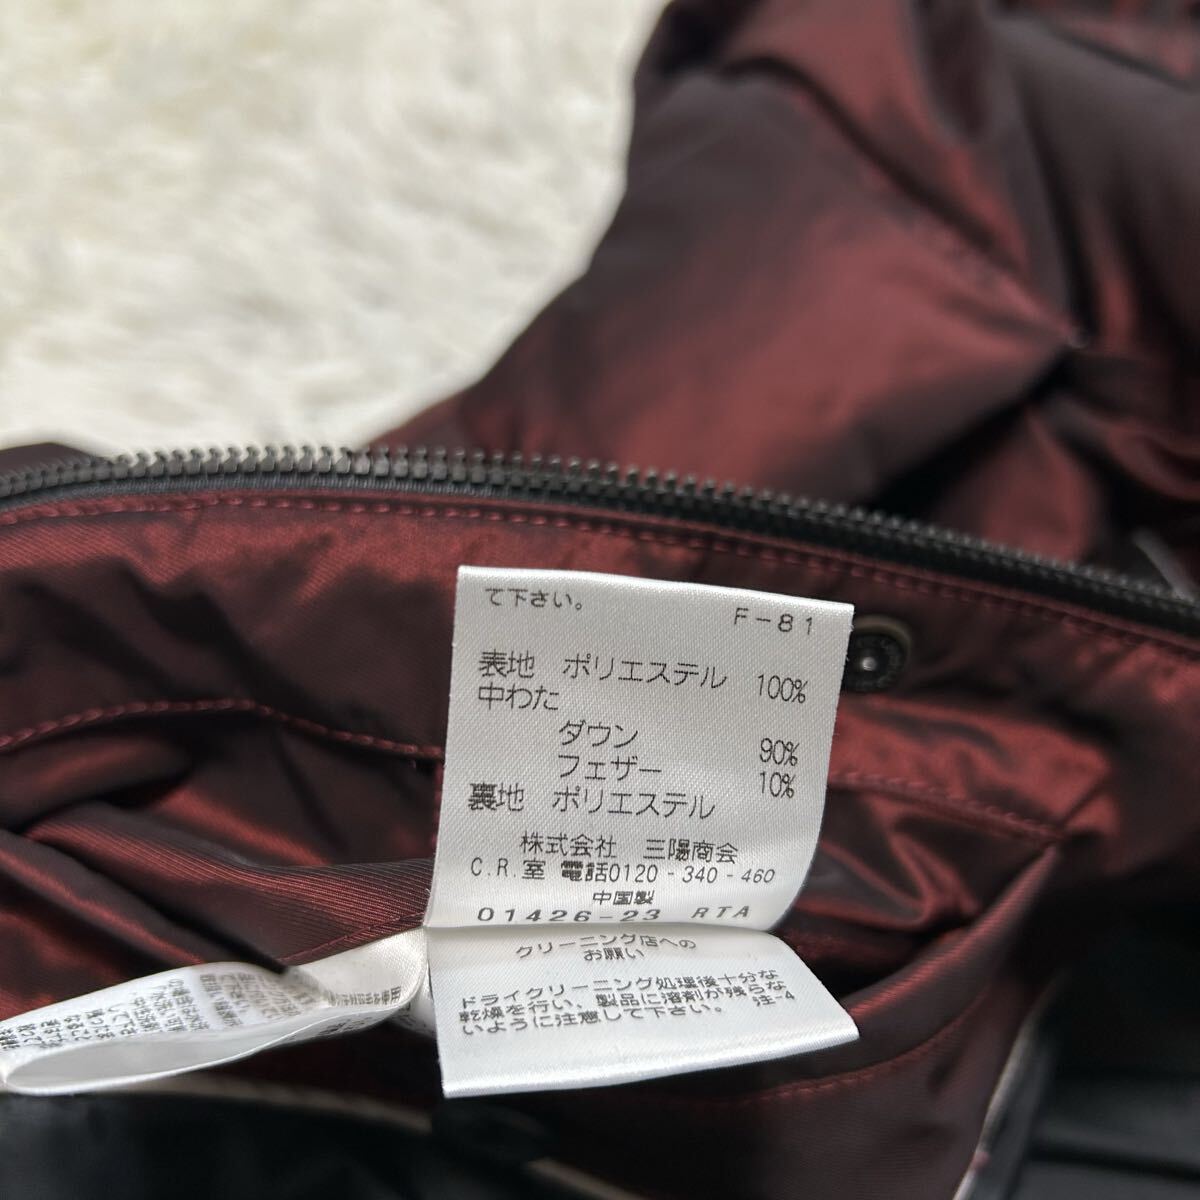 て下さい。
F-81
表地 ポリエステル 100%
中わた
ダウン 90%
フェザー 10%
裏地 ポリエステル
株式会社 三陽商会
C.R.室 電話0120-340-460
中国製
01426-23 RTA
クリーニング店への
お願い
ドライクリーニング処理後十分な
乾燥を行い、製品に溶剤が残らな
いように注意して下さい。 注-4